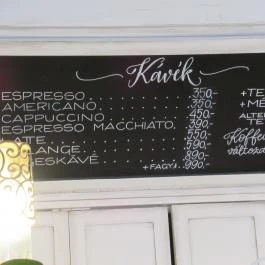 Kávék
ESPRESSO 350,-
AMERICANO 350,-
CAPPUCCINO 450,-
ESPRESSO MACCHIATO 390,-
LATTE 550,-
590,-
890,-
+FAGYI 990,-
+TE
+MÉ
ALTE
TE
Koffe
változa